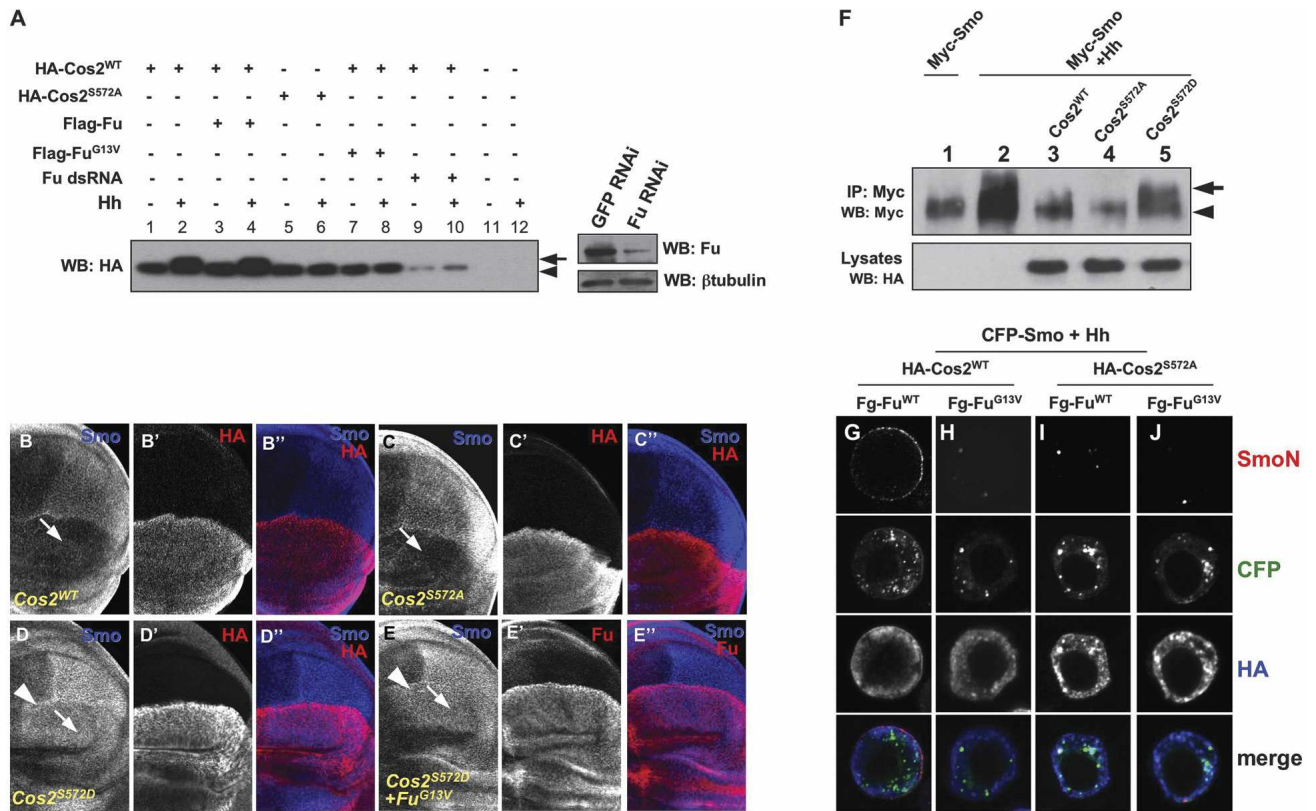 A
HA-Cos2WT + + + + - - + + + + - -
HA-Cos2S572A - - - - + + - - - - - -
Flag-Fu - - + + - - - - - - - -
Flag-FuG13V - - - - - - + + - - - -
Fu dsRNA - - - - - - - - + + - -
Hh - + - + - + - + - + - +
1 2 3 4 5 6 7 8 9 10 11 12
WB: HA
GFP RNAi
Fu RNAi
WB: Fu
WB: βtubulin
B Smo
Cos2WT
B' HA
B'' Smo
HA
C Smo
Cos2S572A
C' HA
C'' Smo
HA
D Smo
Cos2S572D
D' HA
D'' Smo
HA
E Smo
Cos2S572D
+FuG13V
E' Fu
E'' Smo
Fu
F
Myc-Smo
Myc-Smo
+Hh
Cos2WT
Cos2S572A
Cos2S572D
1 2 3 4 5
IP: Myc
WB: Myc
Lysates
WB: HA
CFP-Smo + Hh
HA-Cos2WT HA-Cos2S572A
Fg-FuWT Fg-FuG13V Fg-FuWT Fg-FuG13V
G H I J
SmoN
CFP
HA
merge